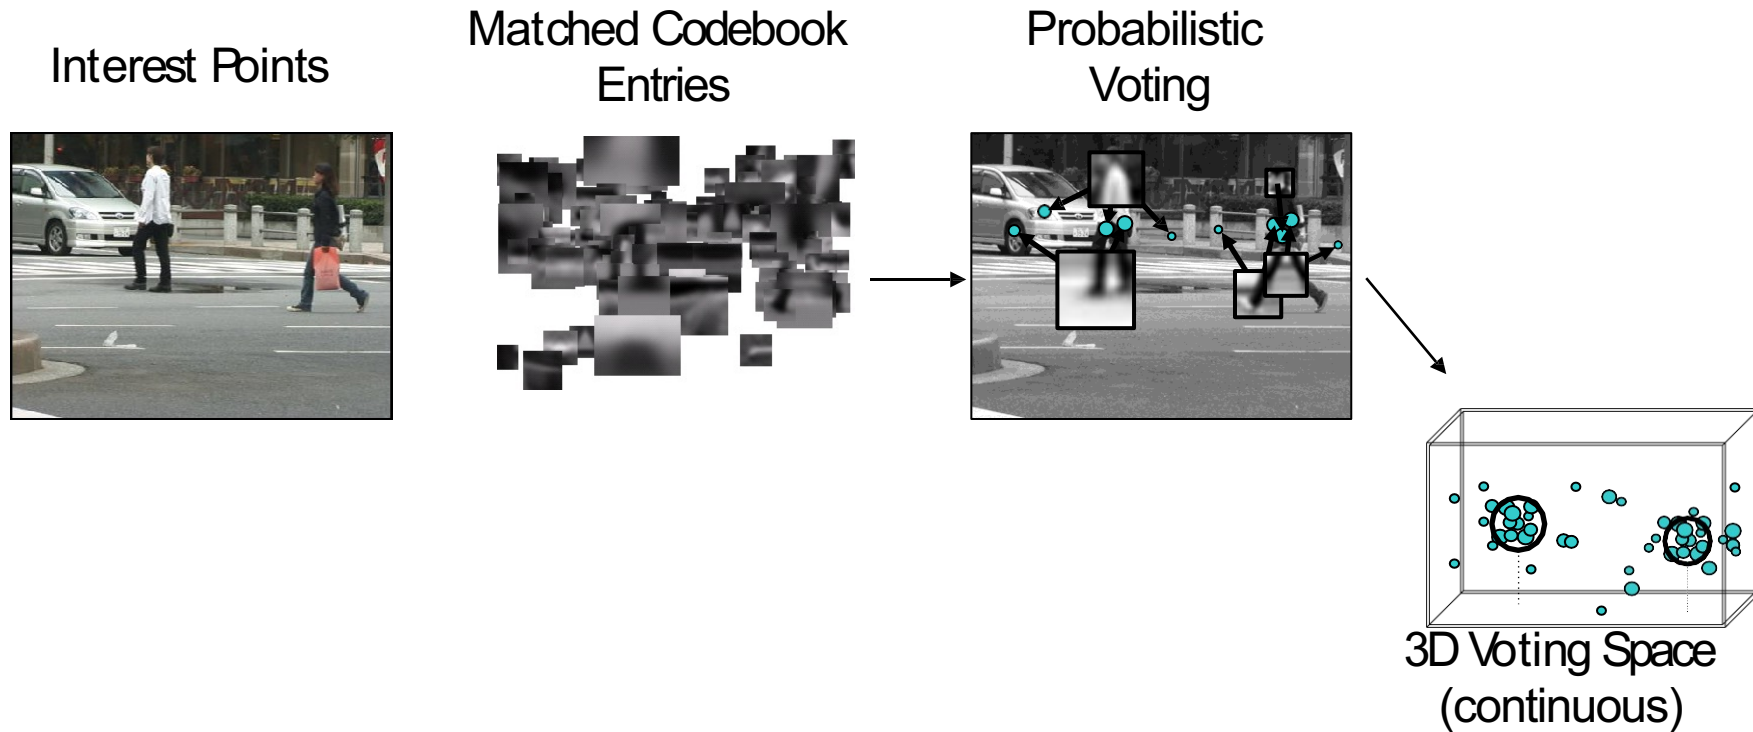 Interest Points
Matched Codebook
Entries
Probabilistic
Voting
3D Voting Space
(continuous)